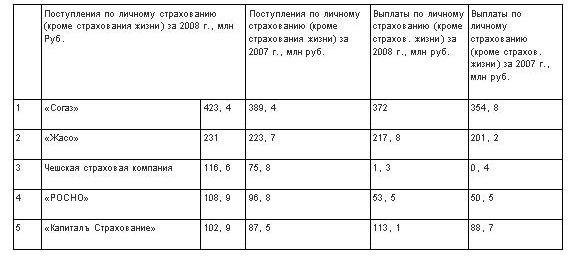 Поступления по личному страхованию
(кроме страхования жизни) за 2008 г., млн
Руб.
Поступления по личному
страхованию (кроме
страхования жизни) за
2007 г., млн руб.
Выплаты по личному
страхованию (кроме
страхов. жизни) за
2008 г., млн руб.
Выплаты по
личному
страхованию
(кроме страхов.
жизни) за 2007 г.,
млн руб.
1 «Согаз» 423, 4 389, 4 372 354, 8
2 «Жасо» 231 223, 7 217, 8 201, 2
3 Чешская страховая компания 116, 6 75, 8 1, 3 0, 4
4 «РОСНО» 108, 9 96, 8 53, 5 50, 5
5 «Капиталъ Страхование» 102, 9 87, 5 113, 1 88, 7